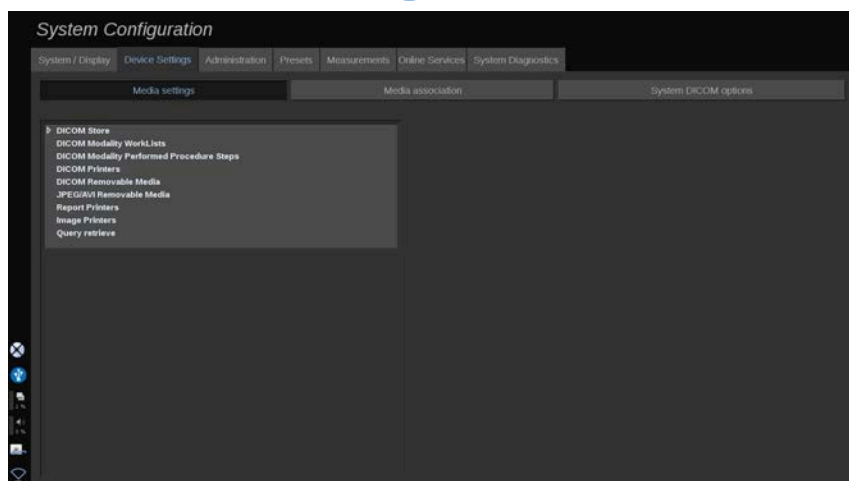 System Configuration
System / Display Device Settings Administration Presets Measurements Online Services System Diagnostics
Media settings Media association System DICOM options
DICOM Store
DICOM Modality WorkLists
DICOM Modality Performed Procedure Steps
DICOM Printers
DICOM Removable Media
JPEG/AVI Removable Media
Report Printers
Image Printers
Query retrieve